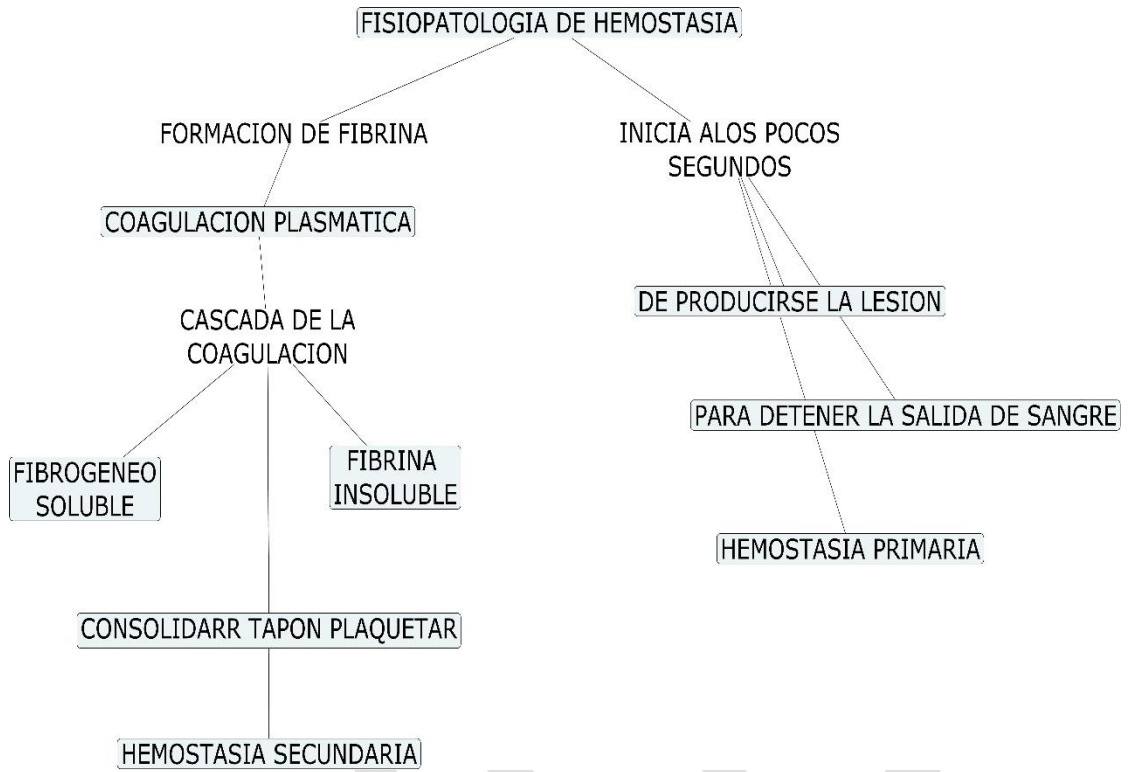 FISIOPATOLOGIA DE HEMOSTASIA
FORMACION DE FIBRINA
INICIA ALOS POCOS
SEGUNDOS
COAGULACION PLASMATICA
DE PRODUCIRSE LA LESION
CASCADA DE LA
COAGULACION
PARA DETENER LA SALIDA DE SANGRE
FIBROGENEO
SOLUBLE
FIBRINA
INSOLUBLE
HEMOSTASIA PRIMARIA
CONSOLIDARR TAPON PLAQUETAR
HEMOSTASIA SECUNDARIA